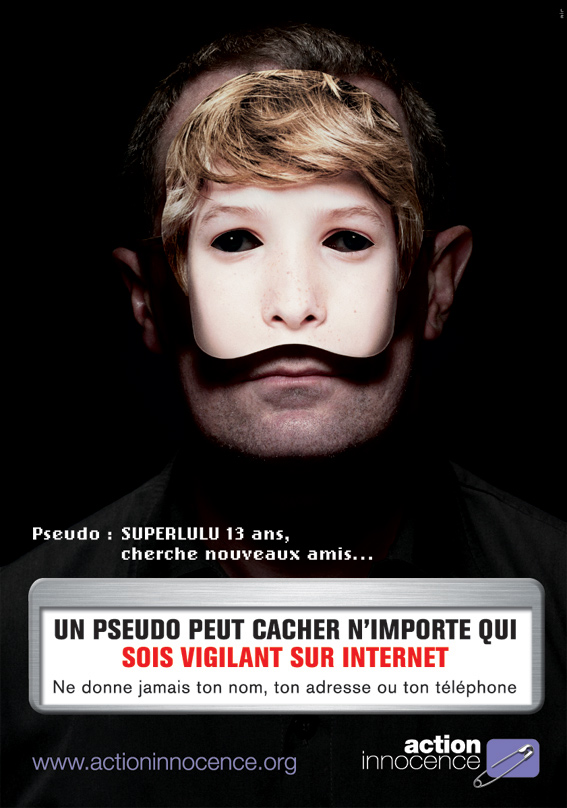 Pseudo : SUPERLULU 13 ans,
cherche nouveaux amis...
UN PSEUDO PEUT CACHER N'IMPORTE QUI
SOIS VIGILANT SUR INTERNET
Ne donne jamais ton nom, ton adresse ou ton téléphone
www.actioninnocence.org
action
innocence